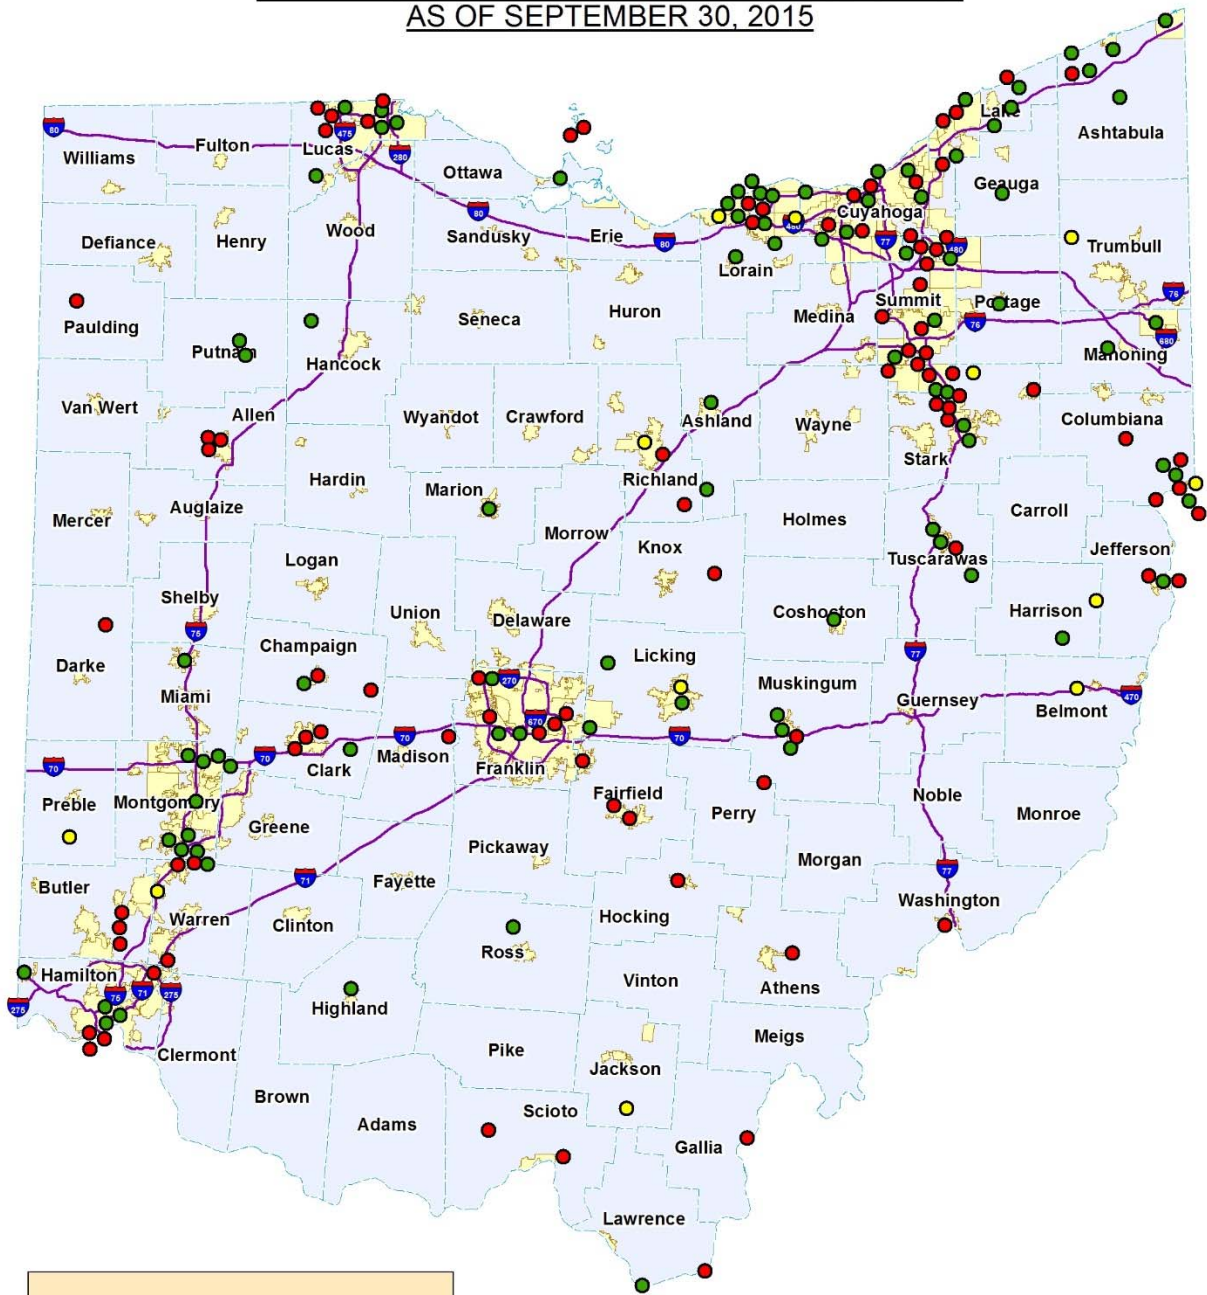 AS OF SEPTEMBER 30, 2015
Lake
80
475
Williams
Fulton
Lucas
280
Ottawa
Ashtabula
Geauga
Cuyahoga
Defiance
Henry
Wood
80
Sandusky
Erie
80
480
77
480
Lorain
Trumbull
Paulding
Putnam
Hancock
Seneca
Huron
Medina
Summit
Portage
76
76
680
Mahoning
Van Wert
Allen
Wyandot
Crawford
Ashland
Wayne
Columbiana
Stark
Hardin
Marion
Richland
Mercer
Auglaize
Morrow
Holmes
Carroll
Knox
Tuscarawas
Jefferson
Logan
Shelby
75
Union
Delaware
Coshocton
Harrison
Darke
Champaign
Licking
77
Miami
270
Muskingum
Guernsey
Belmont
470
670
70
70
70
70
Clark
Madison
Franklin
Preble
Montgomery
Greene
Fairfield
Perry
Noble
Monroe
Pickaway
Morgan
Butler
71
Fayette
77
Washington
Warren
Clinton
Hocking
Ross
Hamilton
275
75
71
275
Highland
Vinton
Athens
Clermont
Pike
Meigs
Jackson
Brown
Adams
Scioto
Gallia
Lawrence